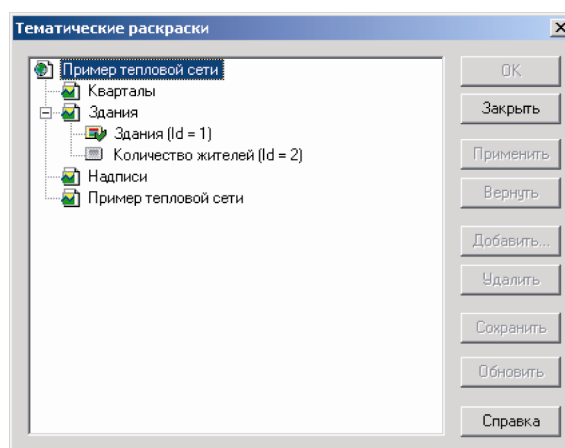 Тематические раскраски
Пример тепловой сети
Кварталы
Здания
Здания (Id = 1)
Количество жителей (Id = 2)
Надписи
Пример тепловой сети
OK
Закрыть
Применить
Вернуть
Добавить...
Удалить
Сохранить
Обновить
Справка